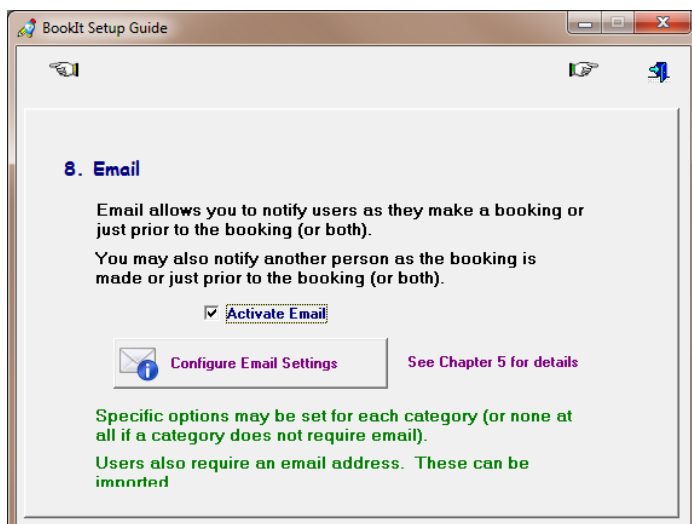 BookIt Setup Guide
8. Email
Email allows you to notify users as they make a booking or
just prior to the booking (or both).
You may also notify another person as the booking is
made or just prior to the booking (or both).
Activate Email
Configure Email Settings
See Chapter 5 for details
Specific options may be set for each category (or none at
all if a category does not require email).
Users also require an email address.  These can be
imported